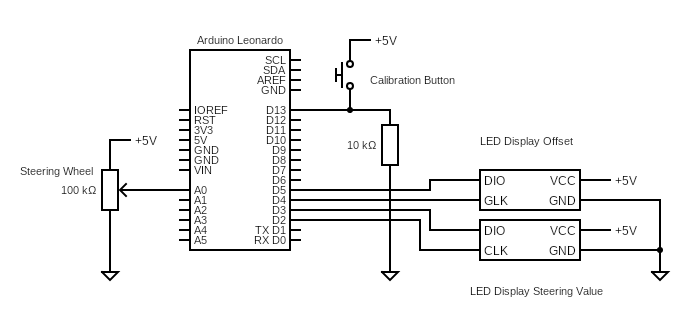 Arduino Leonardo
+5V
SCL
SDA
AREF
GND
Calibration Button
IOREF
RST
3V3
5V
GND
GND
VIN
A0
A1
A2
A3
A4
A5
D13
D12
D11
D10
D9
D8
D7
D6
D5
D4
D3
D2
TX D1
RX D0
+5V
Steering Wheel
100 kΩ
10 kΩ
LED Display Offset
DIO VCC
GLK GND
+5V
DIO VCC
CLK GND
+5V
LED Display Steering Value